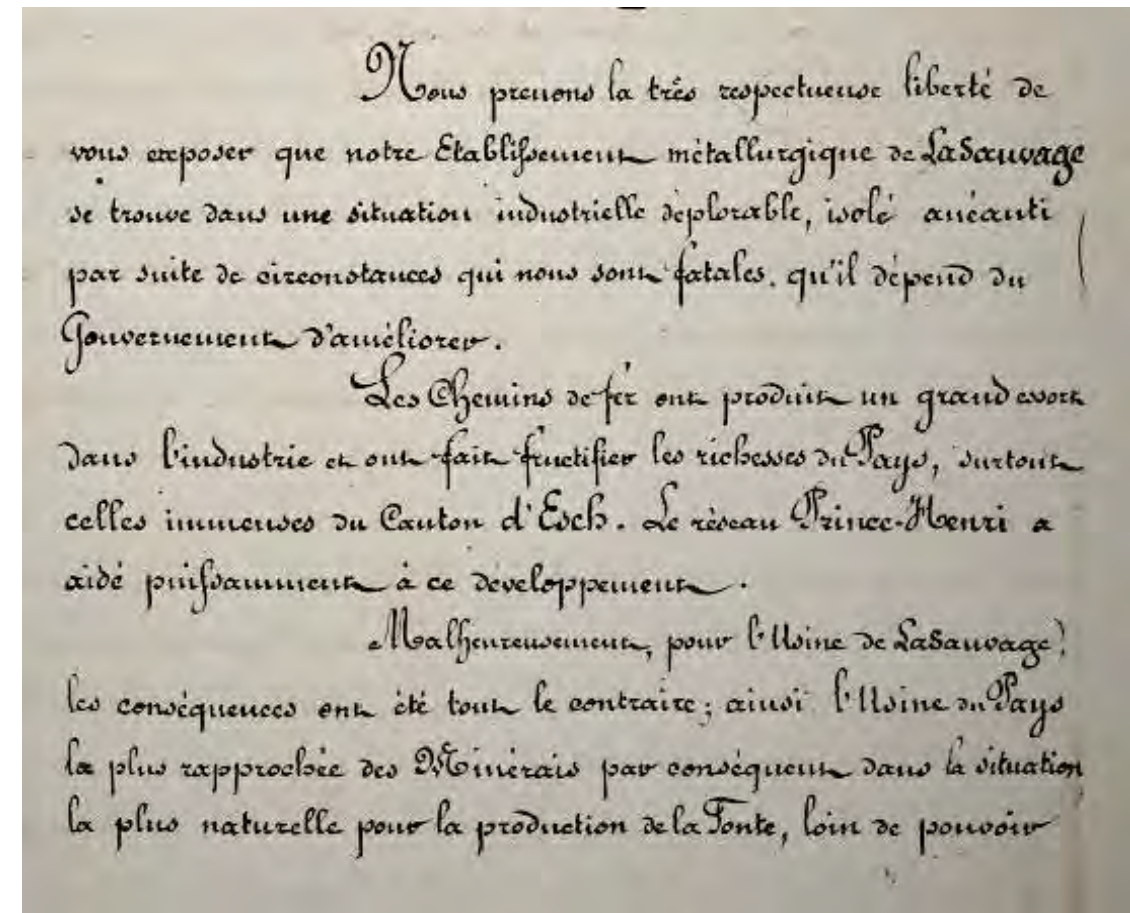 Nous prenons la très respectueuse liberté de
vous exposer que notre Etablissement métallurgique de LaSauvage
se trouve dans une situation industrielle déplorable, isolé anéanti
par suite de circonstances qui nous sont fatales. qu'il dépend du
Gouvernement d'améliorer.
Les Chemins de fer ont produit un grand essort
dans l'industrie et ont fait fructifier les richesses du Pays, surtout
celles immenses du Canton d'Esch. Le réseau Prince-Henri a
aidé puissamment à ce développement.
Malheureusement, pour l'Usine de LaSauvage,
les conséquences ont été tout le contraire; ainsi l'Usine du Pays
la plus rapprochée des Minérais par conséquent dans la situation
la plus naturelle pour la production de la Fonte, loin de pouvoir